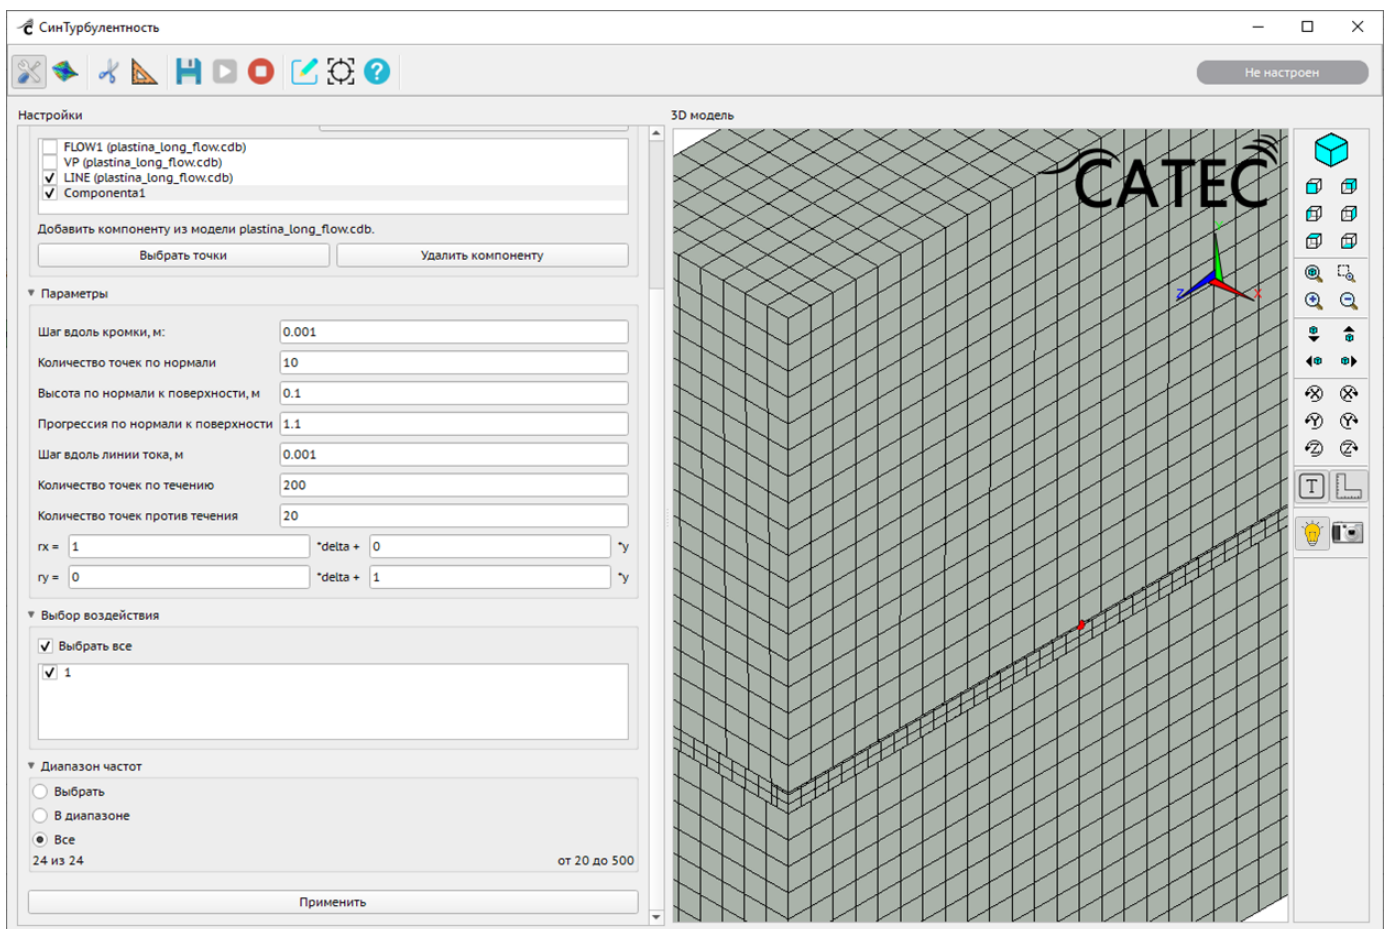 СинТурбулентность
Не настроен
Настройки
3D модель
FLOW1 (plastina_long_flow.cdb)
VP (plastina_long_flow.cdb)
LINE (plastina_long_flow.cdb)
Componenta1
Добавить компоненту из модели plastina_long_flow.cdb.
Выбрать точки
Удалить компоненту
Параметры
Шаг вдоль кромки, м: 0.001
Количество точек по нормали 10
Высота по нормали к поверхности, м 0.1
Прогрессия по нормали к поверхности 1.1
Шаг вдоль линии тока, м 0.001
Количество точек по течению 200
Количество точек против течения 20
rx = 1 *delta + 0 *y
ry = 0 *delta + 1 *y
Выбор воздействия
Выбрать все
1
Диапазон частот
Выбрать
В диапазоне
Все
24 из 24
от 20 до 500
Применить
CATEC
Y
Z X
X X
Y Y
Z Z
T